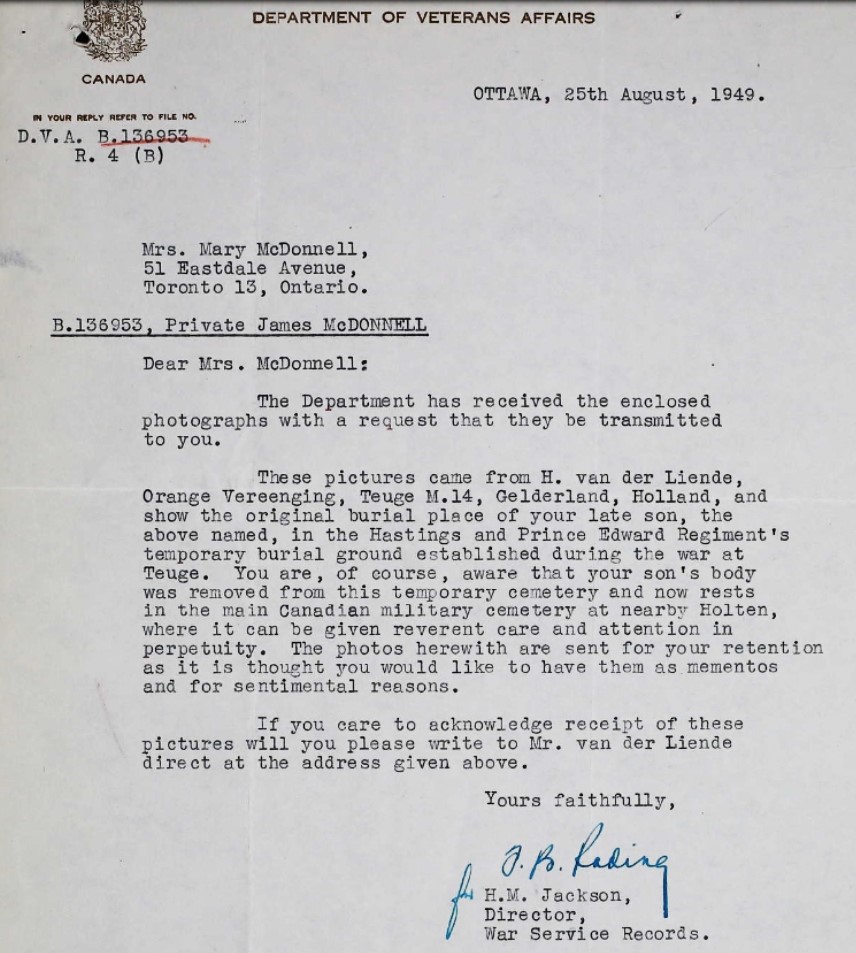 DEPARTMENT OF VETERANS AFFAIRS
CANADA
OTTAWA, 25th August, 1949.
IN YOUR REPLY REFER TO FILE NO.
D.V.A. B.136953
R. 4 (B)
Mrs. Mary McDonnell,
51 Eastdale Avenue,
Toronto 13, Ontario.
B.136953, Private James McDONNELL
Dear Mrs. McDonnell:
The Department has received the enclosed
photographs with a request that they be transmitted
to you.
These pictures came from H. van der Liende,
Orange Vereenging, Teuge M.14, Gelderland, Holland, and
show the original burial place of your late son, the
above named, in the Hastings and Prince Edward Regiment's
temporary burial ground established during the war at
Teuge. You are, of course, aware that your son's body
was removed from this temporary cemetery and now rests
in the main Canadian military cemetery at nearby Holten,
where it can be given reverent care and attention in
perpetuity. The photos herewith are sent for your retention
as it is thought you would like to have them as mementos
and for sentimental reasons.
If you care to acknowledge receipt of these
pictures will you please write to Mr. van der Liende
direct at the address given above.
Yours faithfully,
for H.M. Jackson,
Director,
War Service Records.